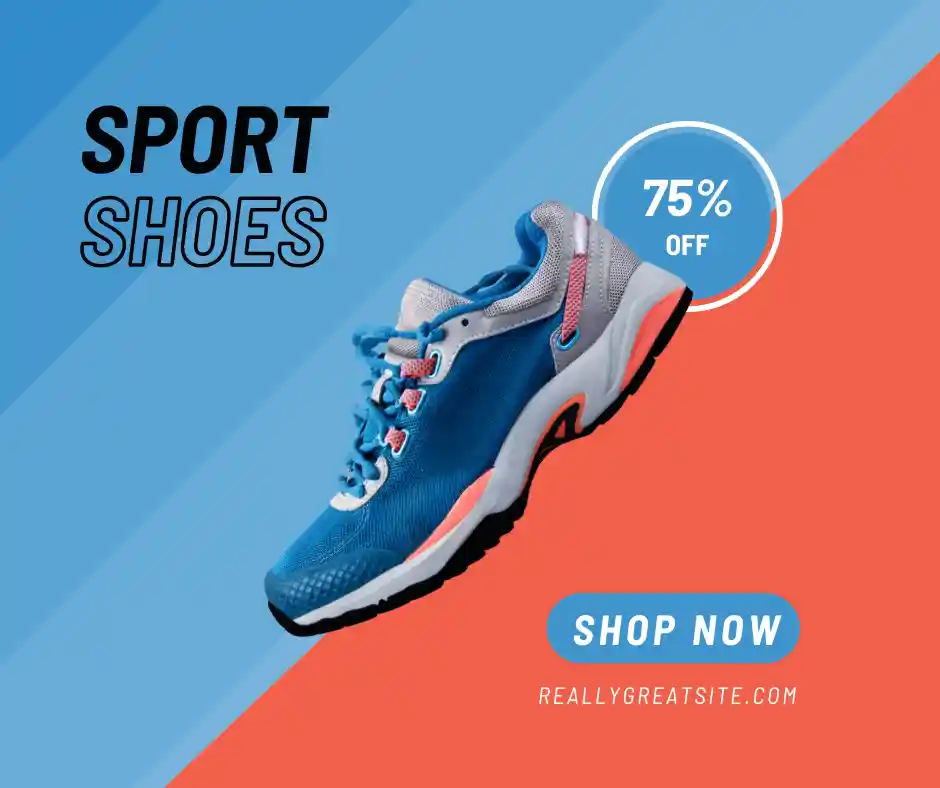 SPORT
SHOES
75%
OFF
SHOP NOW
REALLYGREATSITE.COM